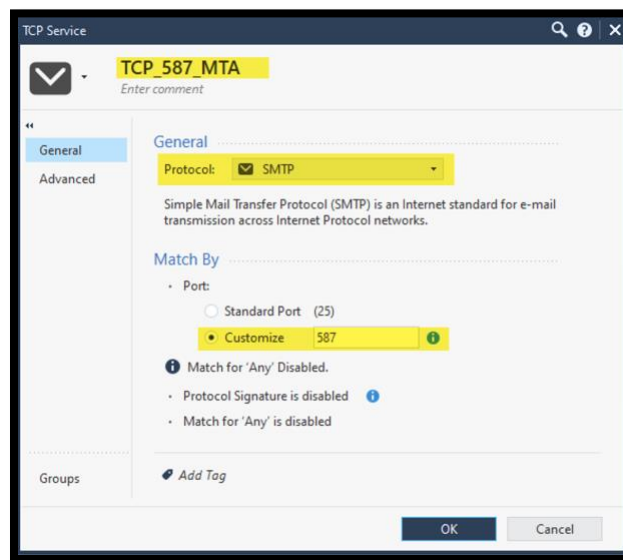 TCP Service
TCP_587_MTA
Enter comment
General
Advanced
General
Protocol: SMTP
Simple Mail Transfer Protocol (SMTP) is an Internet standard for e-mail
transmission across Internet Protocol networks.
Match By
• Port:
Standard Port (25)
Customize 587
Match for 'Any' Disabled.
• Protocol Signature is disabled
• Match for 'Any' is disabled
Groups
Add Tag
OK Cancel